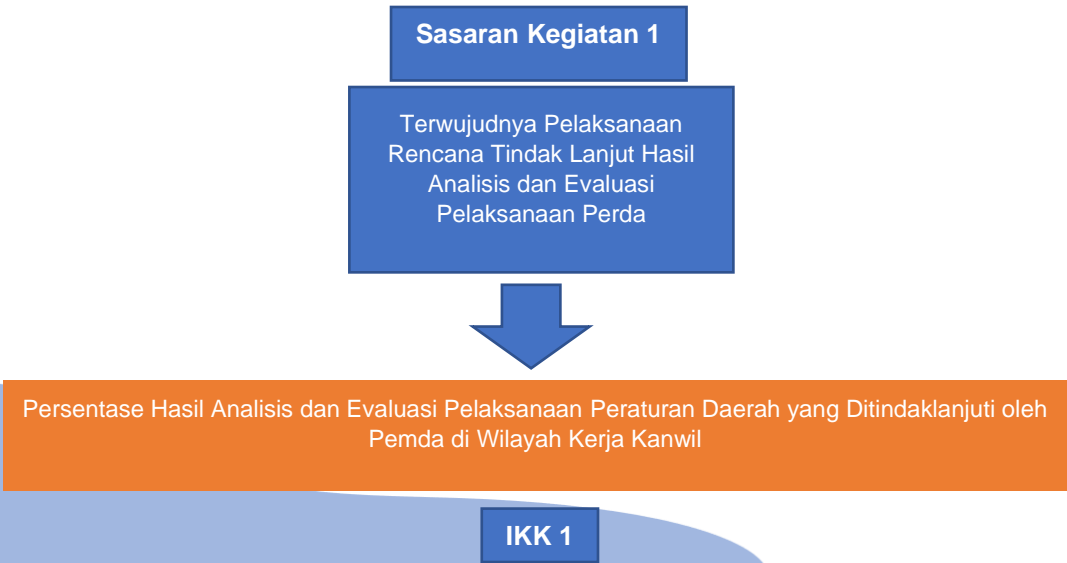 Sasaran Kegiatan 1
Terwujudnya Pelaksanaan
Rencana Tindak Lanjut Hasil
Analisis dan Evaluasi
Pelaksanaan Perda
Persentase Hasil Analisis dan Evaluasi Pelaksanaan Peraturan Daerah yang Ditindaklanjuti oleh
Pemda di Wilayah Kerja Kanwil
IKK 1